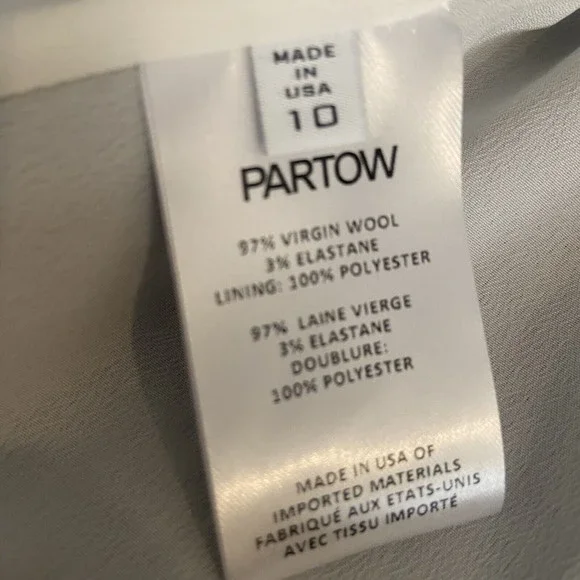 MADE
IN
USA
10
PARTOW
97% VIRGIN WOOL
3% ELASTANE
LINING: 100% POLYESTER
97% LAINE VIERGE
3% ELASTANE
DOUBLURE:
100% POLYESTER
MADE IN USA OF
IMPORTED MATERIALS
FABRIQUÉ AUX ETATS-UNIS
AVEC TISSU IMPORTÉ